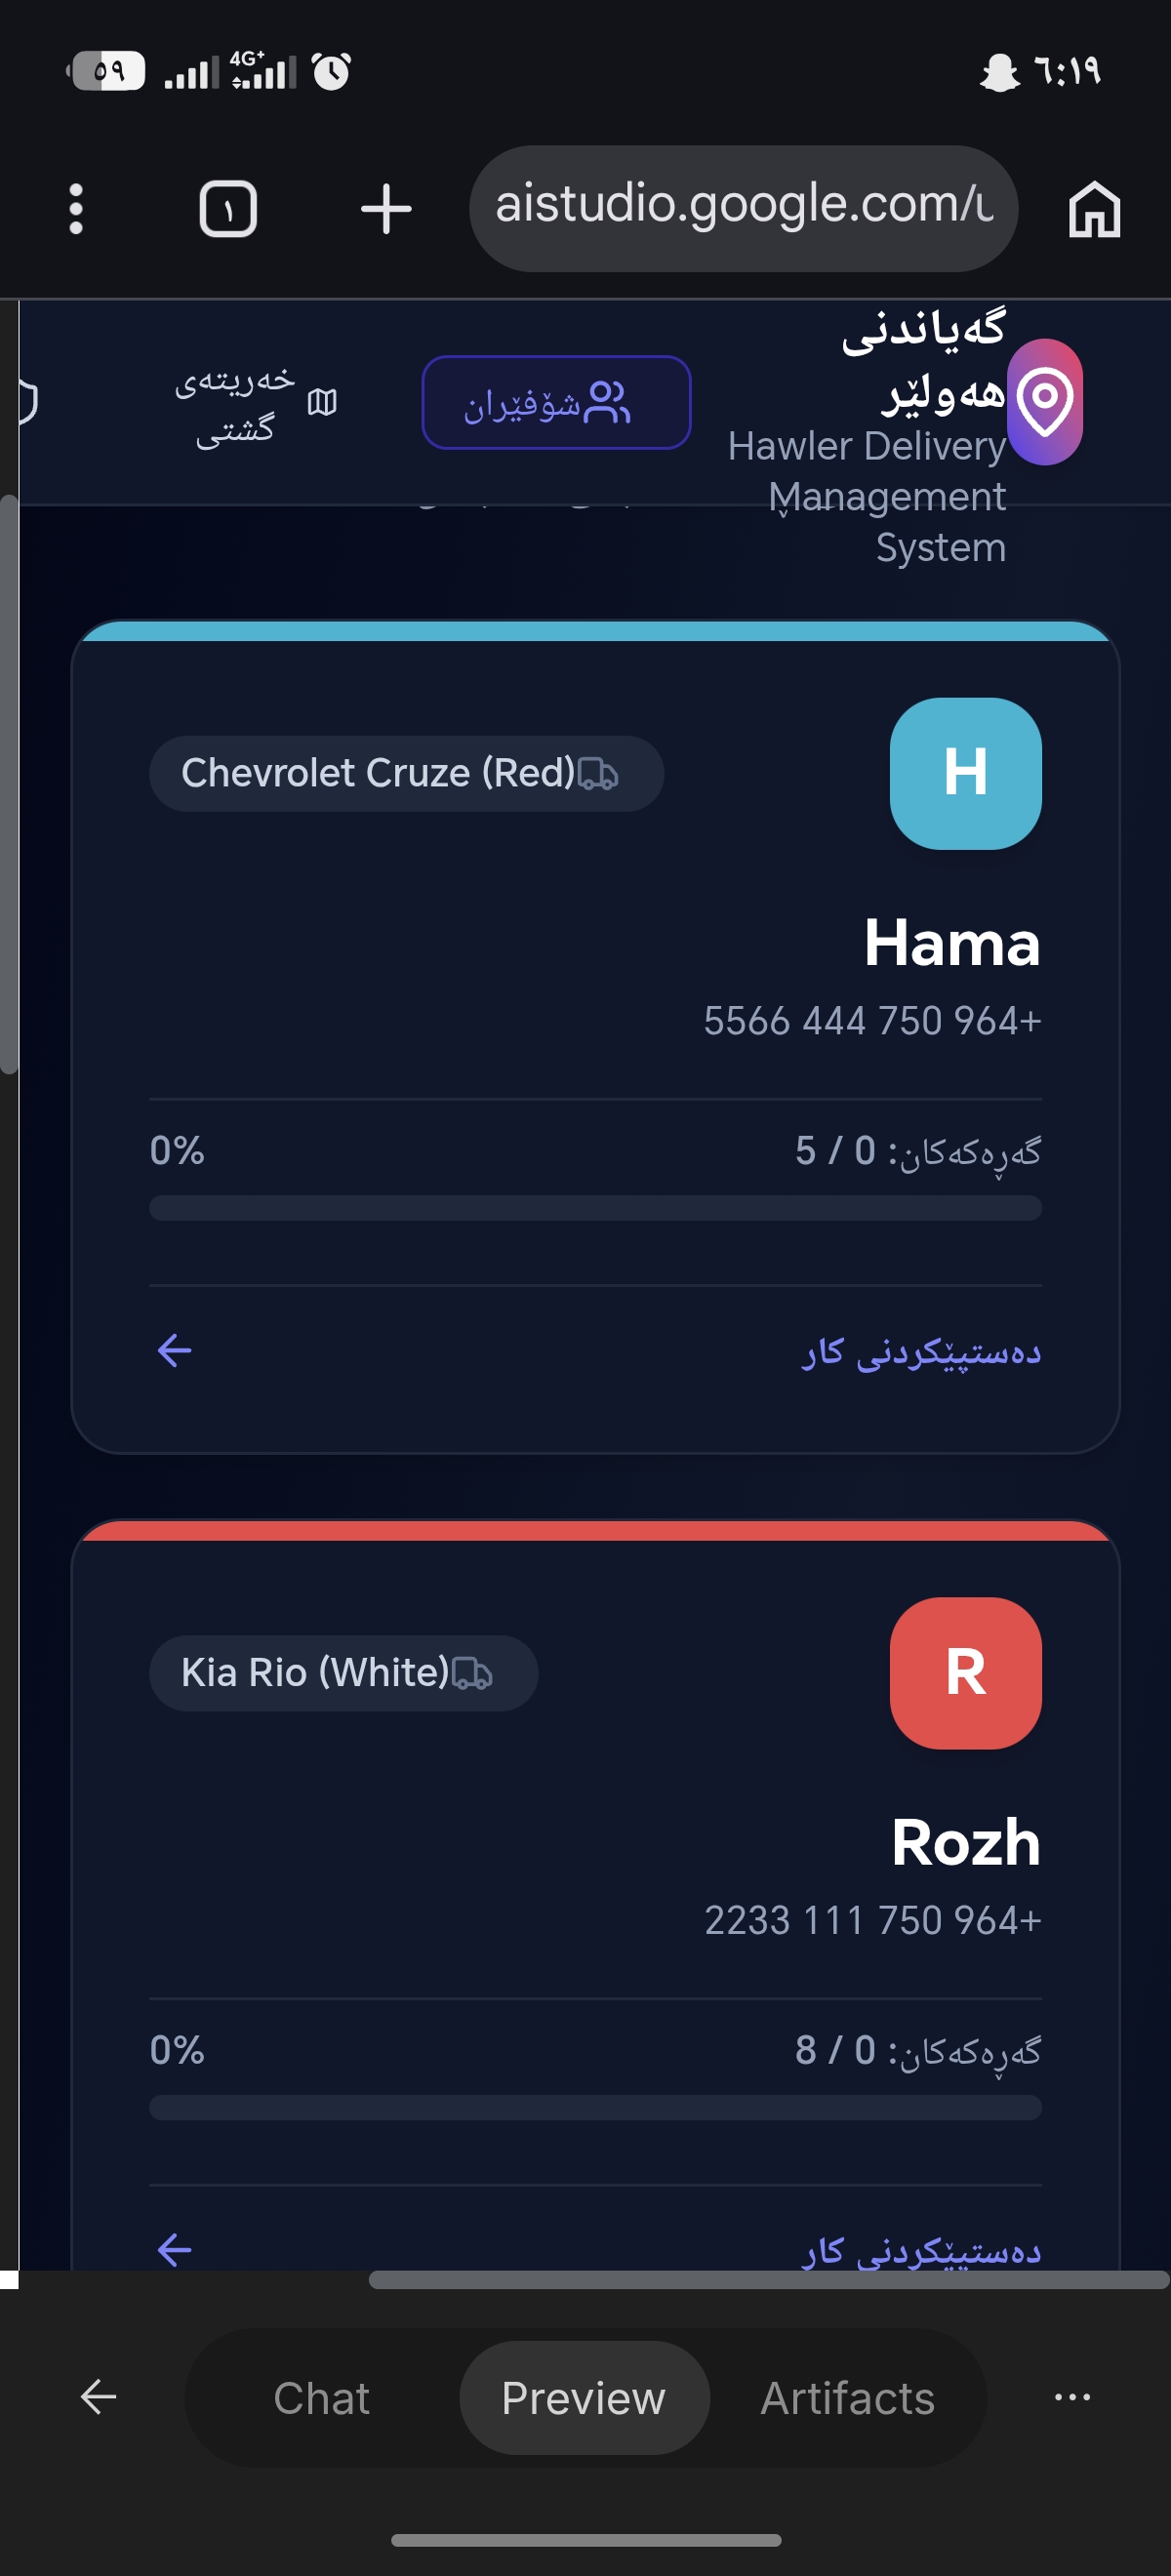 ٥٩
4G+
٦:١٩
١
aistudio.google.com/u
گەیاندنی
هەولێر
Hawler Delivery
Management
System
شۆفێران
خەریتەی
گشتی
H
Chevrolet Cruze (Red)
Hama
5566 444 750 964+
گەڕەکەکان: 0 / 5
0%
دەستپێکردنی کار
R
Kia Rio (White)
Rozh
2233 111 750 964+
گەڕەکەکان: 0 / 8
0%
دەستپێکردنی کار
Chat
Preview
Artifacts